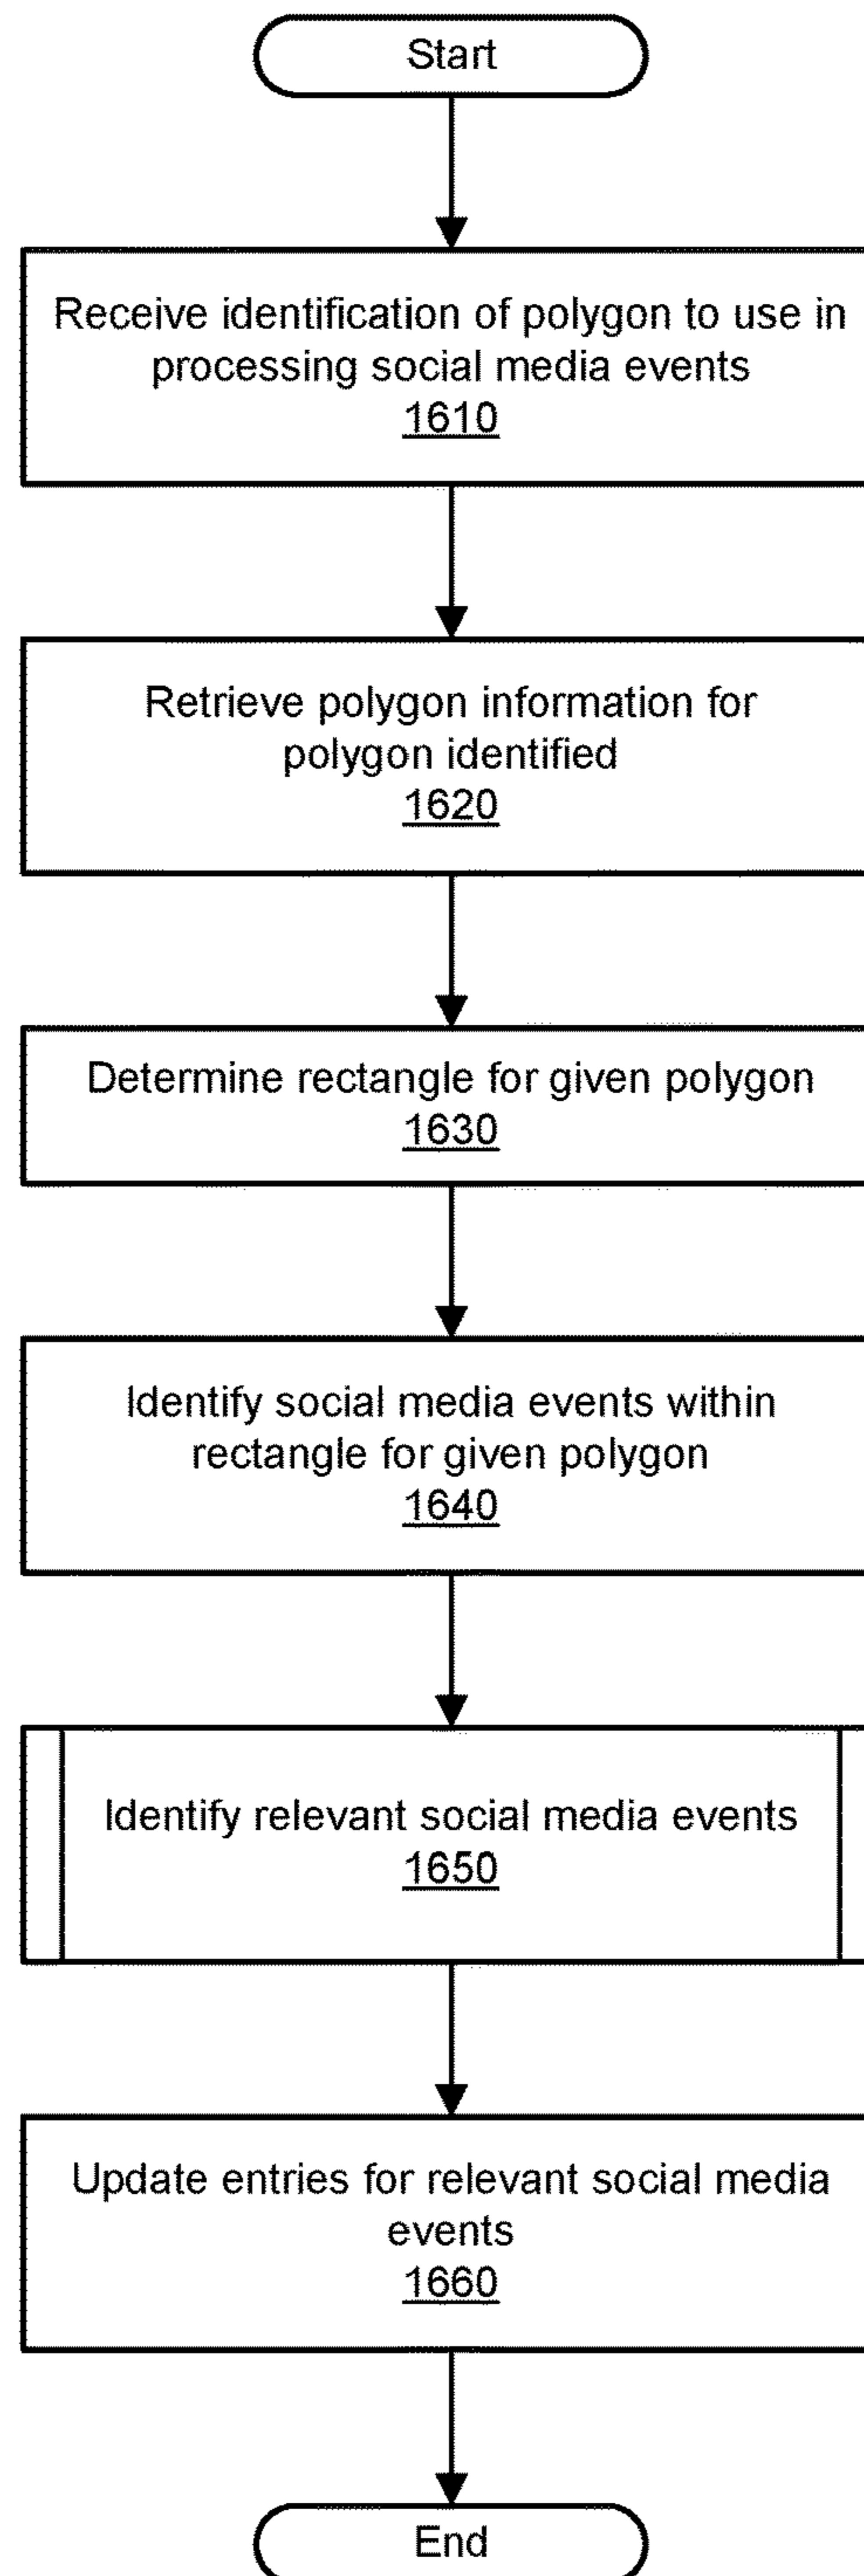 Start
Receive identification of polygon to use in
processing social media events
1610
Retrieve polygon information for
polygon identified
1620
Determine rectangle for given polygon
1630
Identify social media events within
rectangle for given polygon
1640
Identify relevant social media events
1650
Update entries for relevant social media
events
1660
End